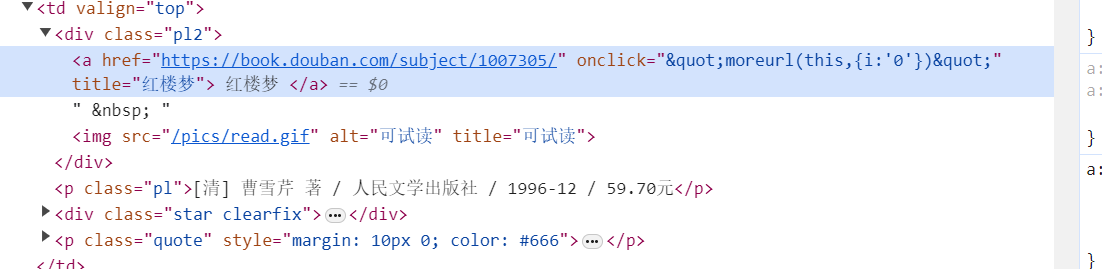 ▼<td valign="top">
▼<div class="pl2">
<a href="https://book.douban.com/subject/1007305/" onclick="&quot;moreurl(this,{i:'0'})&quot;"
title="红楼梦"> 红楼梦 </a> == $0
" &nbsp; "
<img src="/pics/read.gif" alt="可试读" title="可试读">
</div>
<p class="pl">[清] 曹雪芹 著 / 人民文学出版社 / 1996-12 / 59.70元</p>
▶<div class="star clearfix">…</div>
▶<p class="quote" style="margin: 10px 0; color: #666">…</p>
</td>
}
a:
a:
}
a:
}